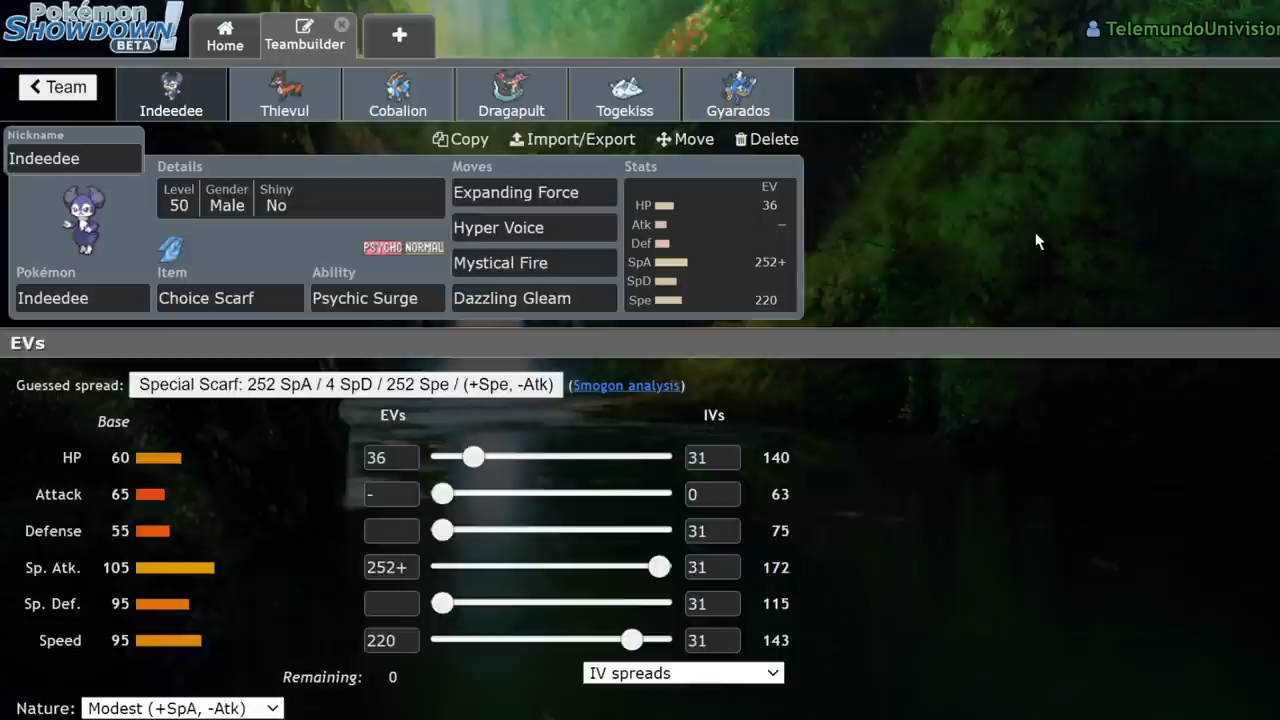 Pokémon
SHOWDOWN!
BETA
Home
Teambuilder
+
TelemundoUnivision
< Team
Indeedee
Thievul
Cobalion
Dragapult
Togekiss
Gyarados
Copy
Import/Export
Move
Delete
Nickname
Indeedee
Details
Level
50
Gender
Male
Shiny
No
PSYCHC NORMAL
Pokémon
Indeedee
Item
Choice Scarf
Ability
Psychic Surge
Moves
Expanding Force
Hyper Voice
Mystical Fire
Dazzling Gleam
Stats
EV
HP 36
Atk –
Def
SpA 252+
SpD
Spe 220
EVs
Guessed spread: Special Scarf: 252 SpA / 4 SpD / 252 Spe / (+Spe, -Atk) (Smogon analysis)
Base EVs IVs
HP 60 36 31 140
Attack 65 - 0 63
Defense 55 31 75
Sp. Atk. 105 252+ 31 172
Sp. Def. 95 31 115
Speed 95 220 31 143
Remaining: 0 IV spreads
Nature: Modest (+SpA, -Atk)